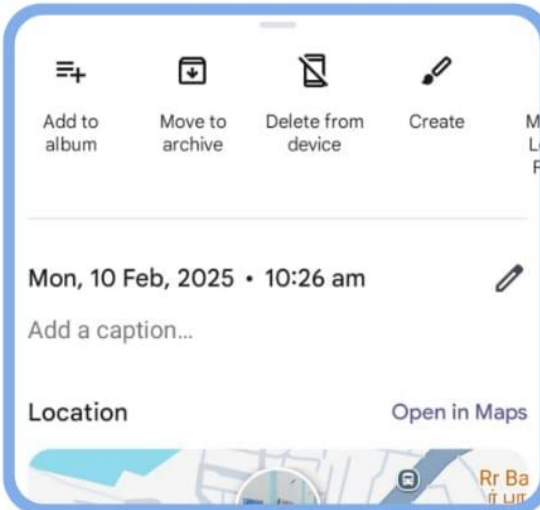 Add to
album
Move to
archive
Delete from
device
Create
Mon, 10 Feb, 2025 • 10:26 am
Add a caption...
Location
Open in Maps
Rr Ba